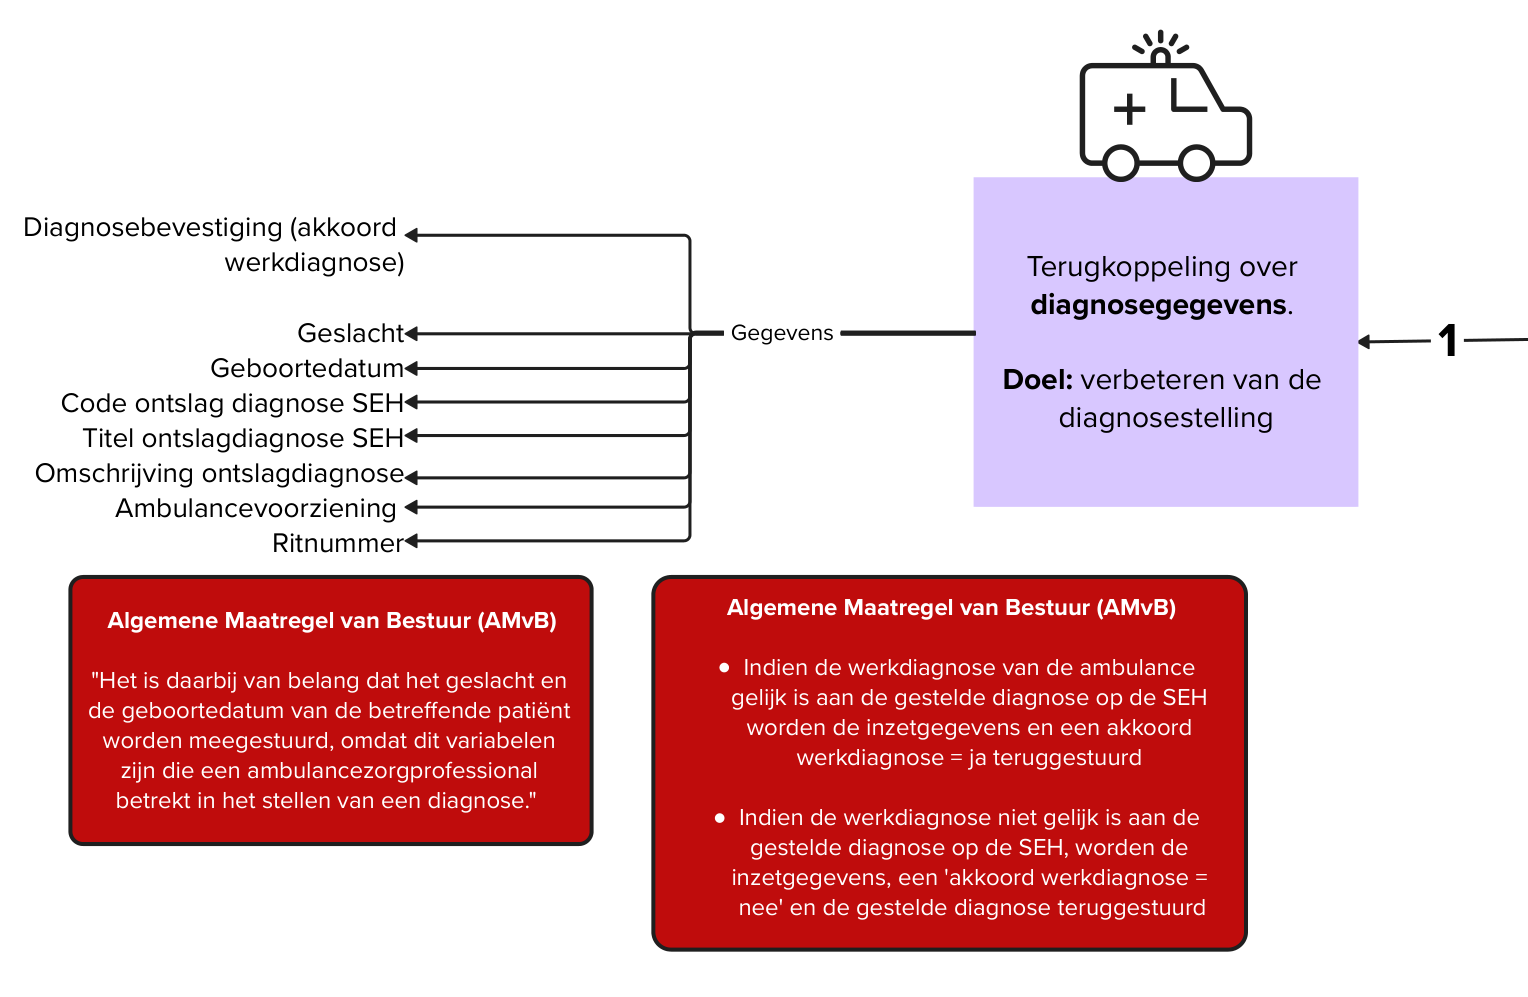 Diagnosebevestiging (akkoord
werkdiagnose)
Geslacht
Geboortedatum
Code ontslag diagnose SEH
Titel ontslagdiagnose SEH
Omschrijving ontslagdiagnose
Ambulancevoorziening
Ritnummer
Gegevens
Terugkoppeling over
diagnosegegevens.
Doel: verbeteren van de
diagnosestelling
1
Algemene Maatregel van Bestuur (AMvB)
"Het is daarbij van belang dat het geslacht en
de geboortedatum van de betreffende patiënt
worden meegestuurd, omdat dit variabelen
zijn die een ambulancezorgprofessional
betrekt in het stellen van een diagnose."
Algemene Maatregel van Bestuur (AMvB)
● Indien de werkdiagnose van de ambulance
gelijk is aan de gestelde diagnose op de SEH
worden de inzetgegevens en een akkoord
werkdiagnose = ja teruggestuurd
● Indien de werkdiagnose niet gelijk is aan de
gestelde diagnose op de SEH, worden de
inzetgegevens, een 'akkoord werkdiagnose =
nee' en de gestelde diagnose teruggestuurd